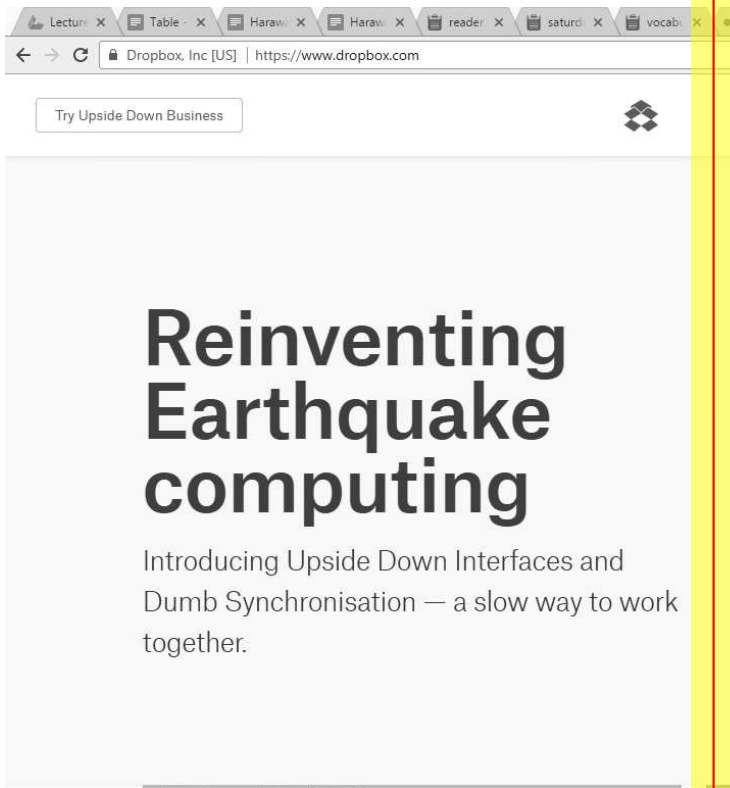 Lectur Table - Haraw Haraw reader saturd vocabu
Dropbox, Inc [US] | https://www.dropbox.com
Try Upside Down Business
Reinventing
Earthquake
computing
Introducing Upside Down Interfaces and
Dumb Synchronisation — a slow way to work
together.